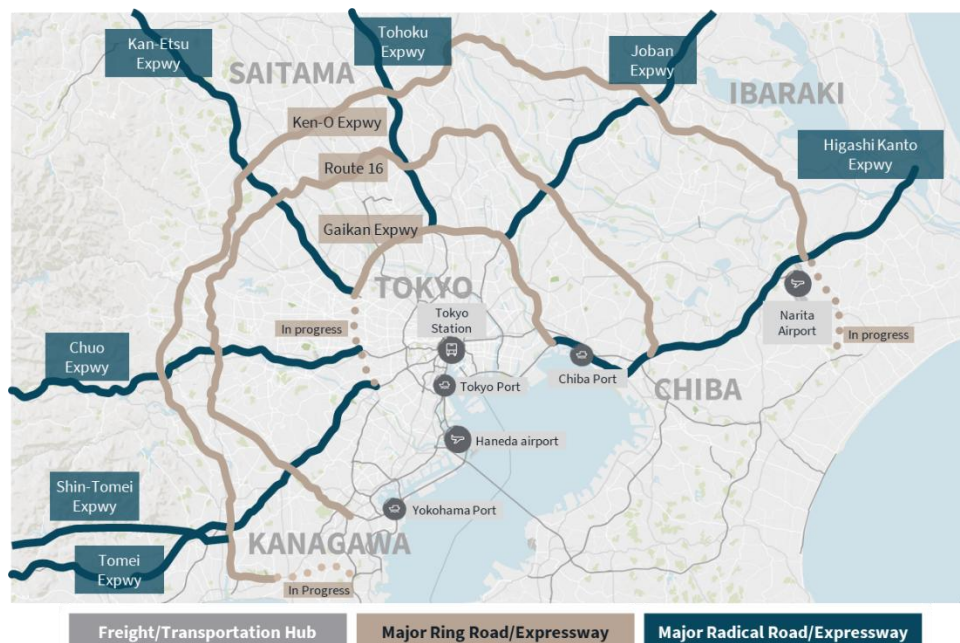 Kan-Etsu
Expwy
Tohoku
Expwy
Joban
Expwy
SAITAMA
IBARAKI
Ken-O Expwy
Higashi Kanto
Expwy
Route 16
Gaikan Expwy
TOKYO
Tokyo
Station
Narita
Airport
In progress
In progress
Chuo
Expwy
Chiba Port
CHIBA
Tokyo Port
Haneda airport
Shin-Tomei
Expwy
Yokohama Port
KANAGAWA
Tomei
Expwy
In Progress
Freight/Transportation Hub
Major Ring Road/Expressway
Major Radical Road/Expressway